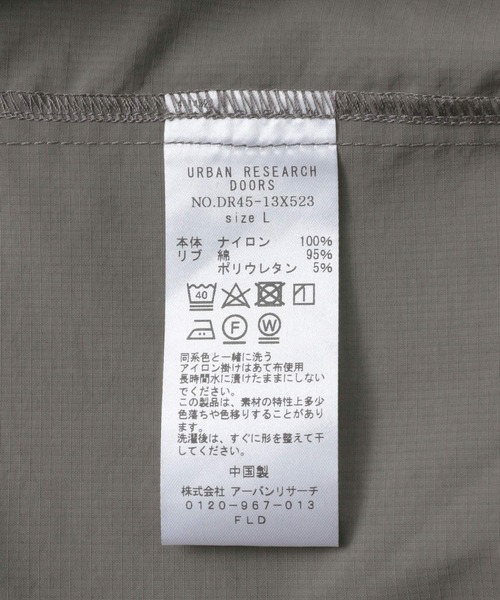 URBAN RESEARCH
DOORS
NO.DR45-13X523
size L
本体 ナイロン 100%
リブ 綿 95%
ポリウレタン 5%
40
F W
同系色と一緒に洗う
アイロン掛けはあて布使用
長時間水に漬けたままにしない
でください。
この製品は、素材の特性上多少
色落ちや色移りすることがあり
ます。
洗濯後は、すぐに形を整えて干
してください。
中国製
株式会社 アーバンリサーチ
0120-967-013
FLD